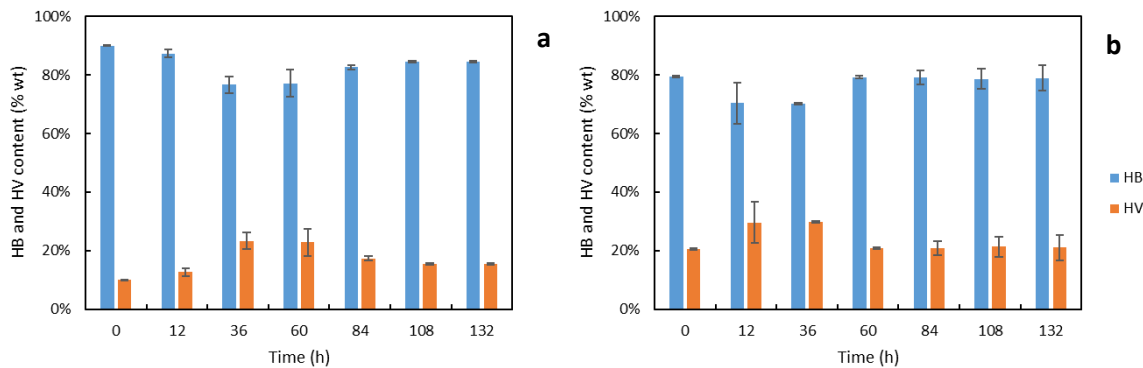 a
100%
80%
60%
40%
20%
0%
HB and HV content (% wt)
0 12 36 60 84 108 132
Time (h)
b
100%
80%
60%
40%
20%
0%
HB and HV content (% wt)
0 12 36 60 84 108 132
Time (h)
HB
HV